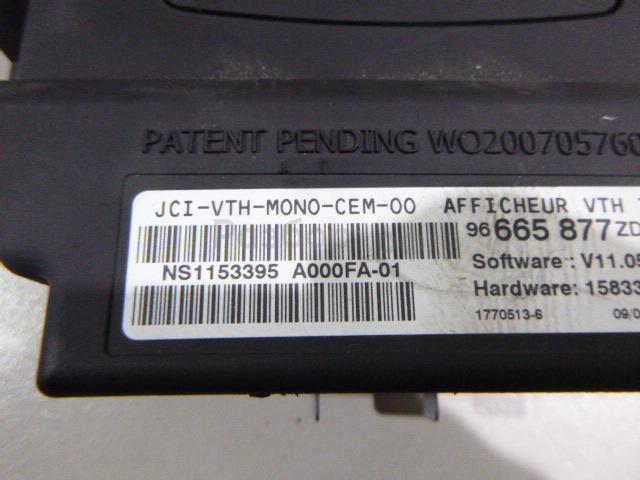 PATENT PENDING WO200705760
JCI-VTH-MONO-CEM-00 AFFICHEUR VTH
96 665 877 ZD
NS1153395 A000FA-01
Software : V11.05
Hardware: 15833
1770513-6 09/0